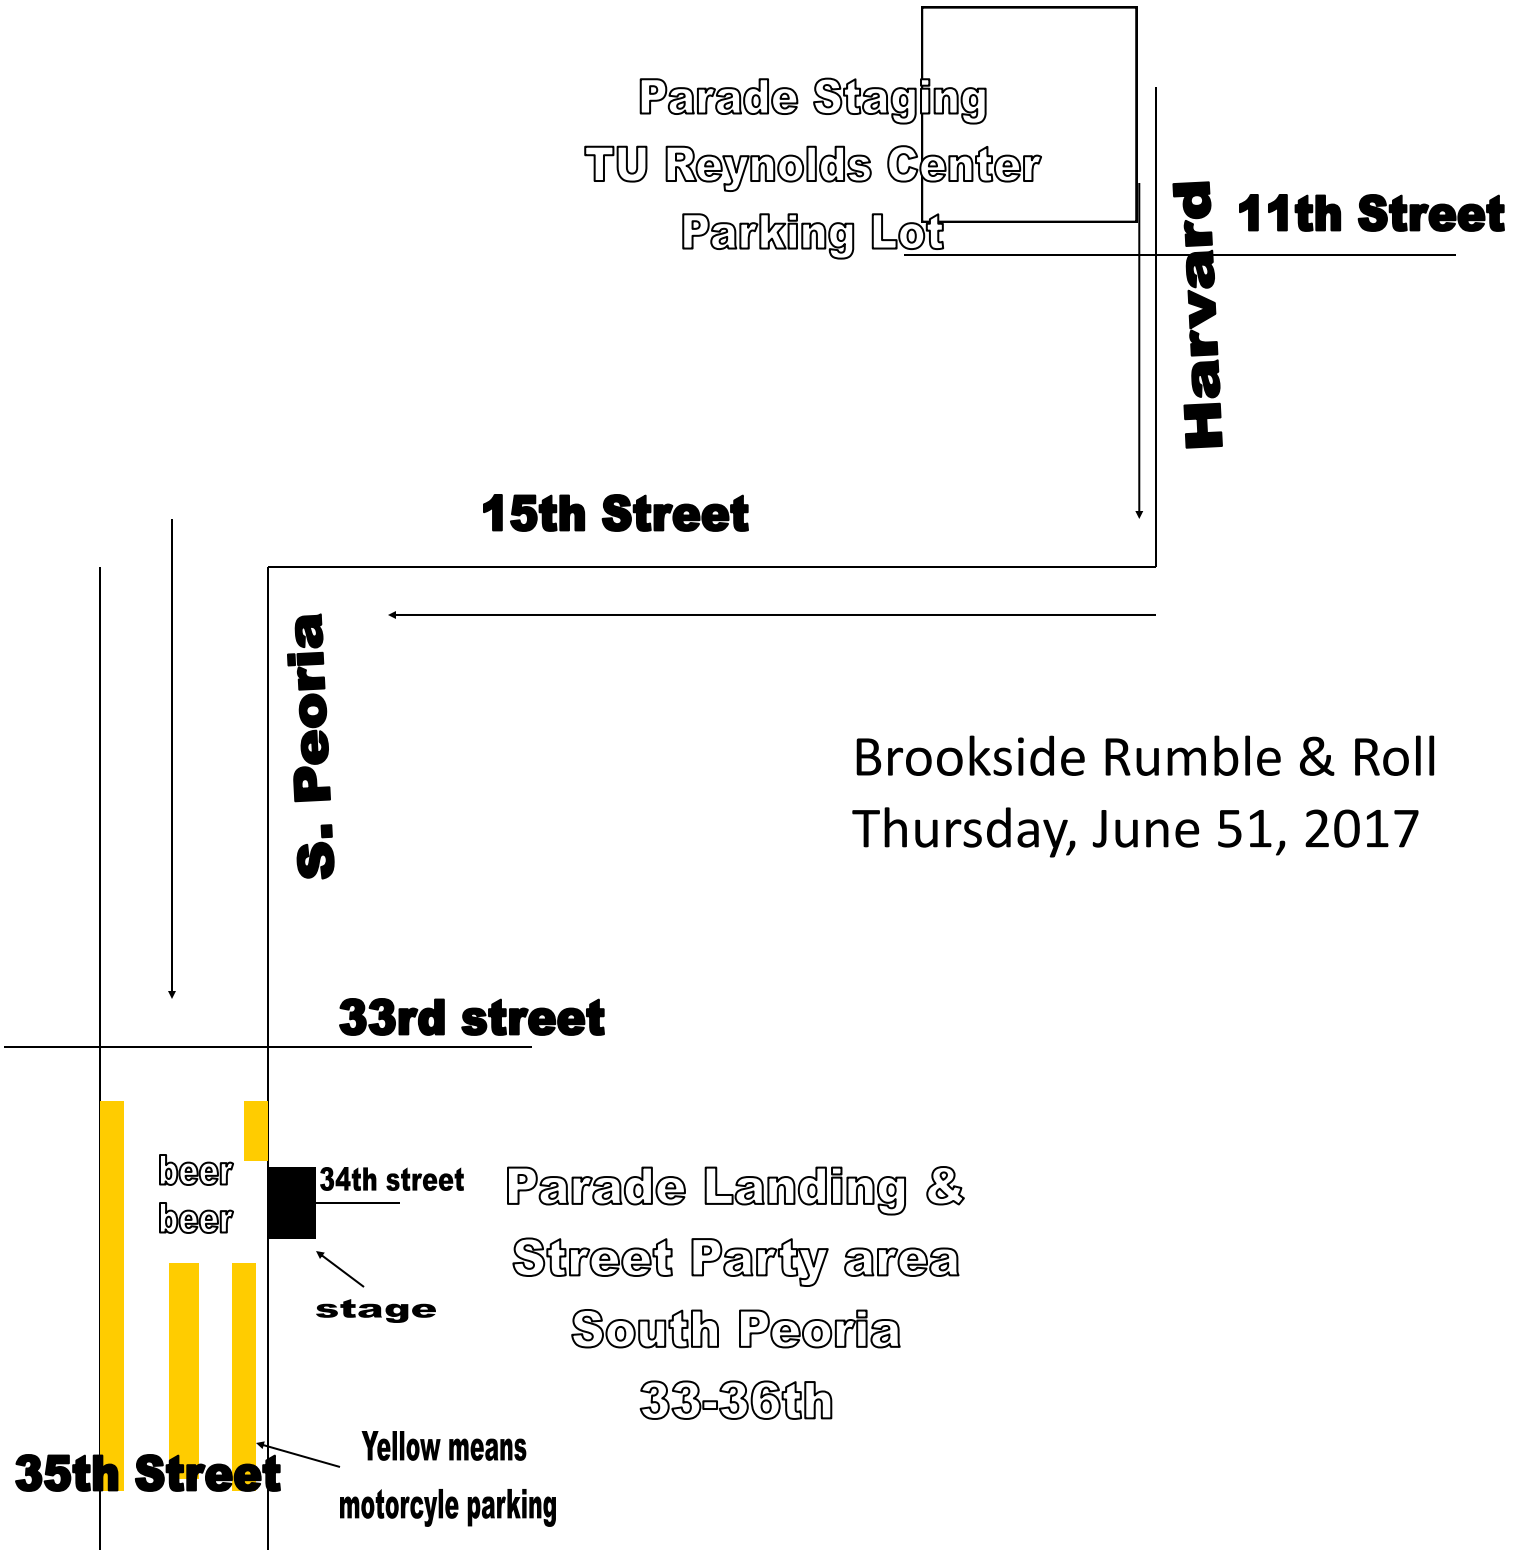 Parade Staging
TU Reynolds Center
Parking Lot
11th Street
Harvard
15th Street
S. Peoria
Brookside Rumble & Roll
Thursday, June 51, 2017
33rd street
beer
beer
34th street
stage
Parade Landing &
Street Party area
South Peoria
33-36th
Yellow means
motorcyle parking
35th Street